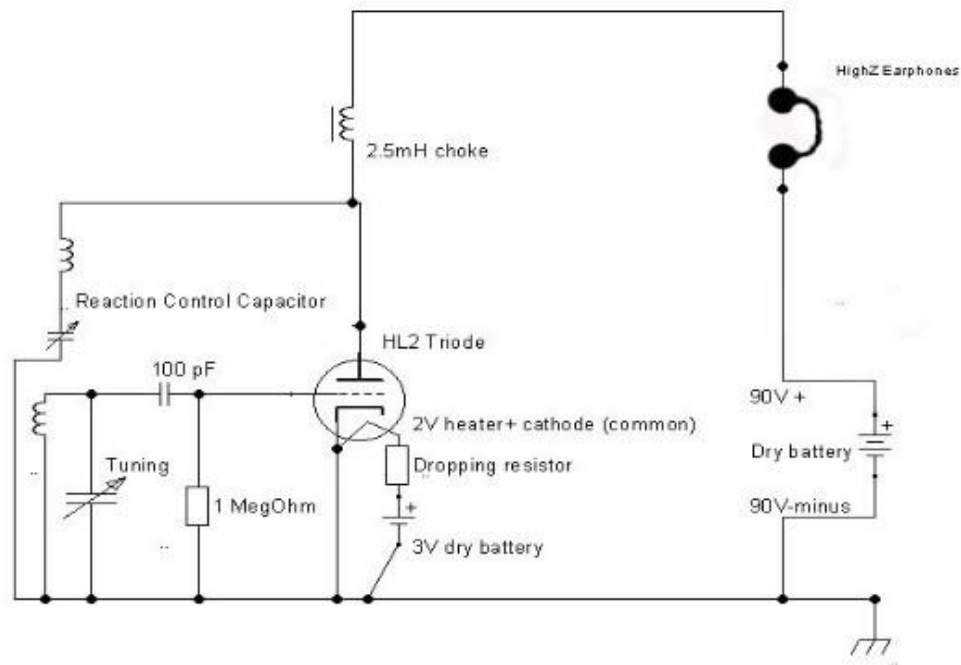 HighZ Earphones
2.5mH choke
Reaction Control Capacitor
HL2 Triode
100 pF
90V +
2V heater+ cathode (common)
+
Dry battery
Tuning
Dropping resistor
1 MegOhm
+
90V-minus
3V dry battery